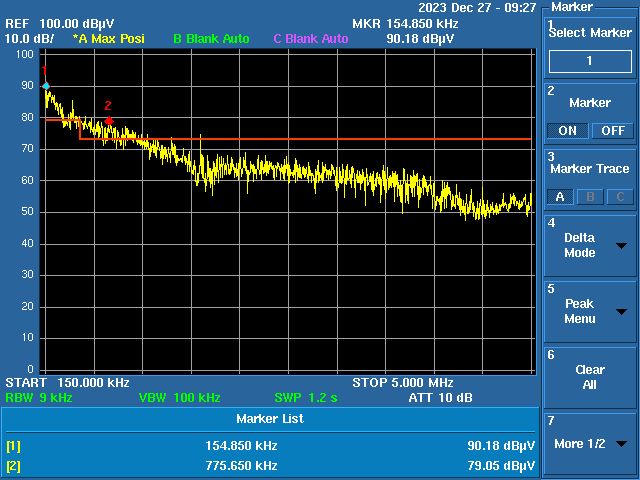 2023 Dec 27 - 09:27
REF 100.00 dBµV
MKR 154.850 kHz
10.0 dB/
*A Max Posi
B Blank Auto
C Blank Auto
90.18 dBµV
100
90
80
70
60
50
40
30
20
10
0
1
2
START 150.000 kHz
STOP 5.000 MHz
RBW 9 kHz
VBW 100 kHz
SWP 1.2 s
ATT 10 dB
Marker List
[1] 154.850 kHz 90.18 dBµV
[2] 775.650 kHz 79.05 dBµV
Marker
1
Select Marker
1
2
Marker
ON OFF
3
Marker Trace
A B C
4
Delta
Mode
5
Peak
Menu
6
Clear
All
7
More 1/2